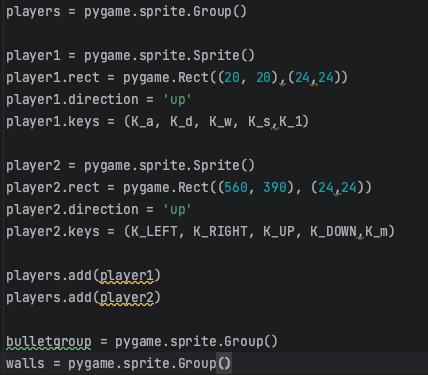 players = pygame.sprite.Group()
player1 = pygame.sprite.Sprite()
player1.rect = pygame.Rect((20, 20),(24,24))
player1.direction = 'up'
player1.keys = (K_a, K_d, K_w, K_s,K_1)
player2 = pygame.sprite.Sprite()
player2.rect = pygame.Rect((560, 390), (24,24))
player2.direction = 'up'
player2.keys = (K_LEFT, K_RIGHT, K_UP, K_DOWN,K_m)
players.add(player1)
players.add(player2)
bulletgroup = pygame.sprite.Group()
walls = pygame.sprite.Group()